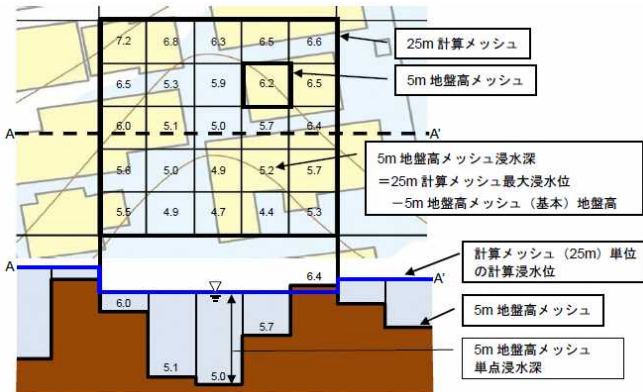 7.2 6.8 6.3 6.5 6.6
25m 計算メッシュ
6.5 5.3 5.9 6.2 6.5
5m 地盤高メッシュ
A 6.0 5.1 5.0 5.7 6.4 A'
5.6 5.0 4.9 5.2 5.7
5m 地盤高メッシュ浸水深
=25m 計算メッシュ最大浸水位
-5m 地盤高メッシュ(基本)地盤高
5.5 4.9 4.7 4.4 5.3
A A'
計算メッシュ(25m)単位
の計算浸水位
6.0 5.1 5.0 5.7 6.4
5m 地盤高メッシュ
5m 地盤高メッシュ
単点浸水深